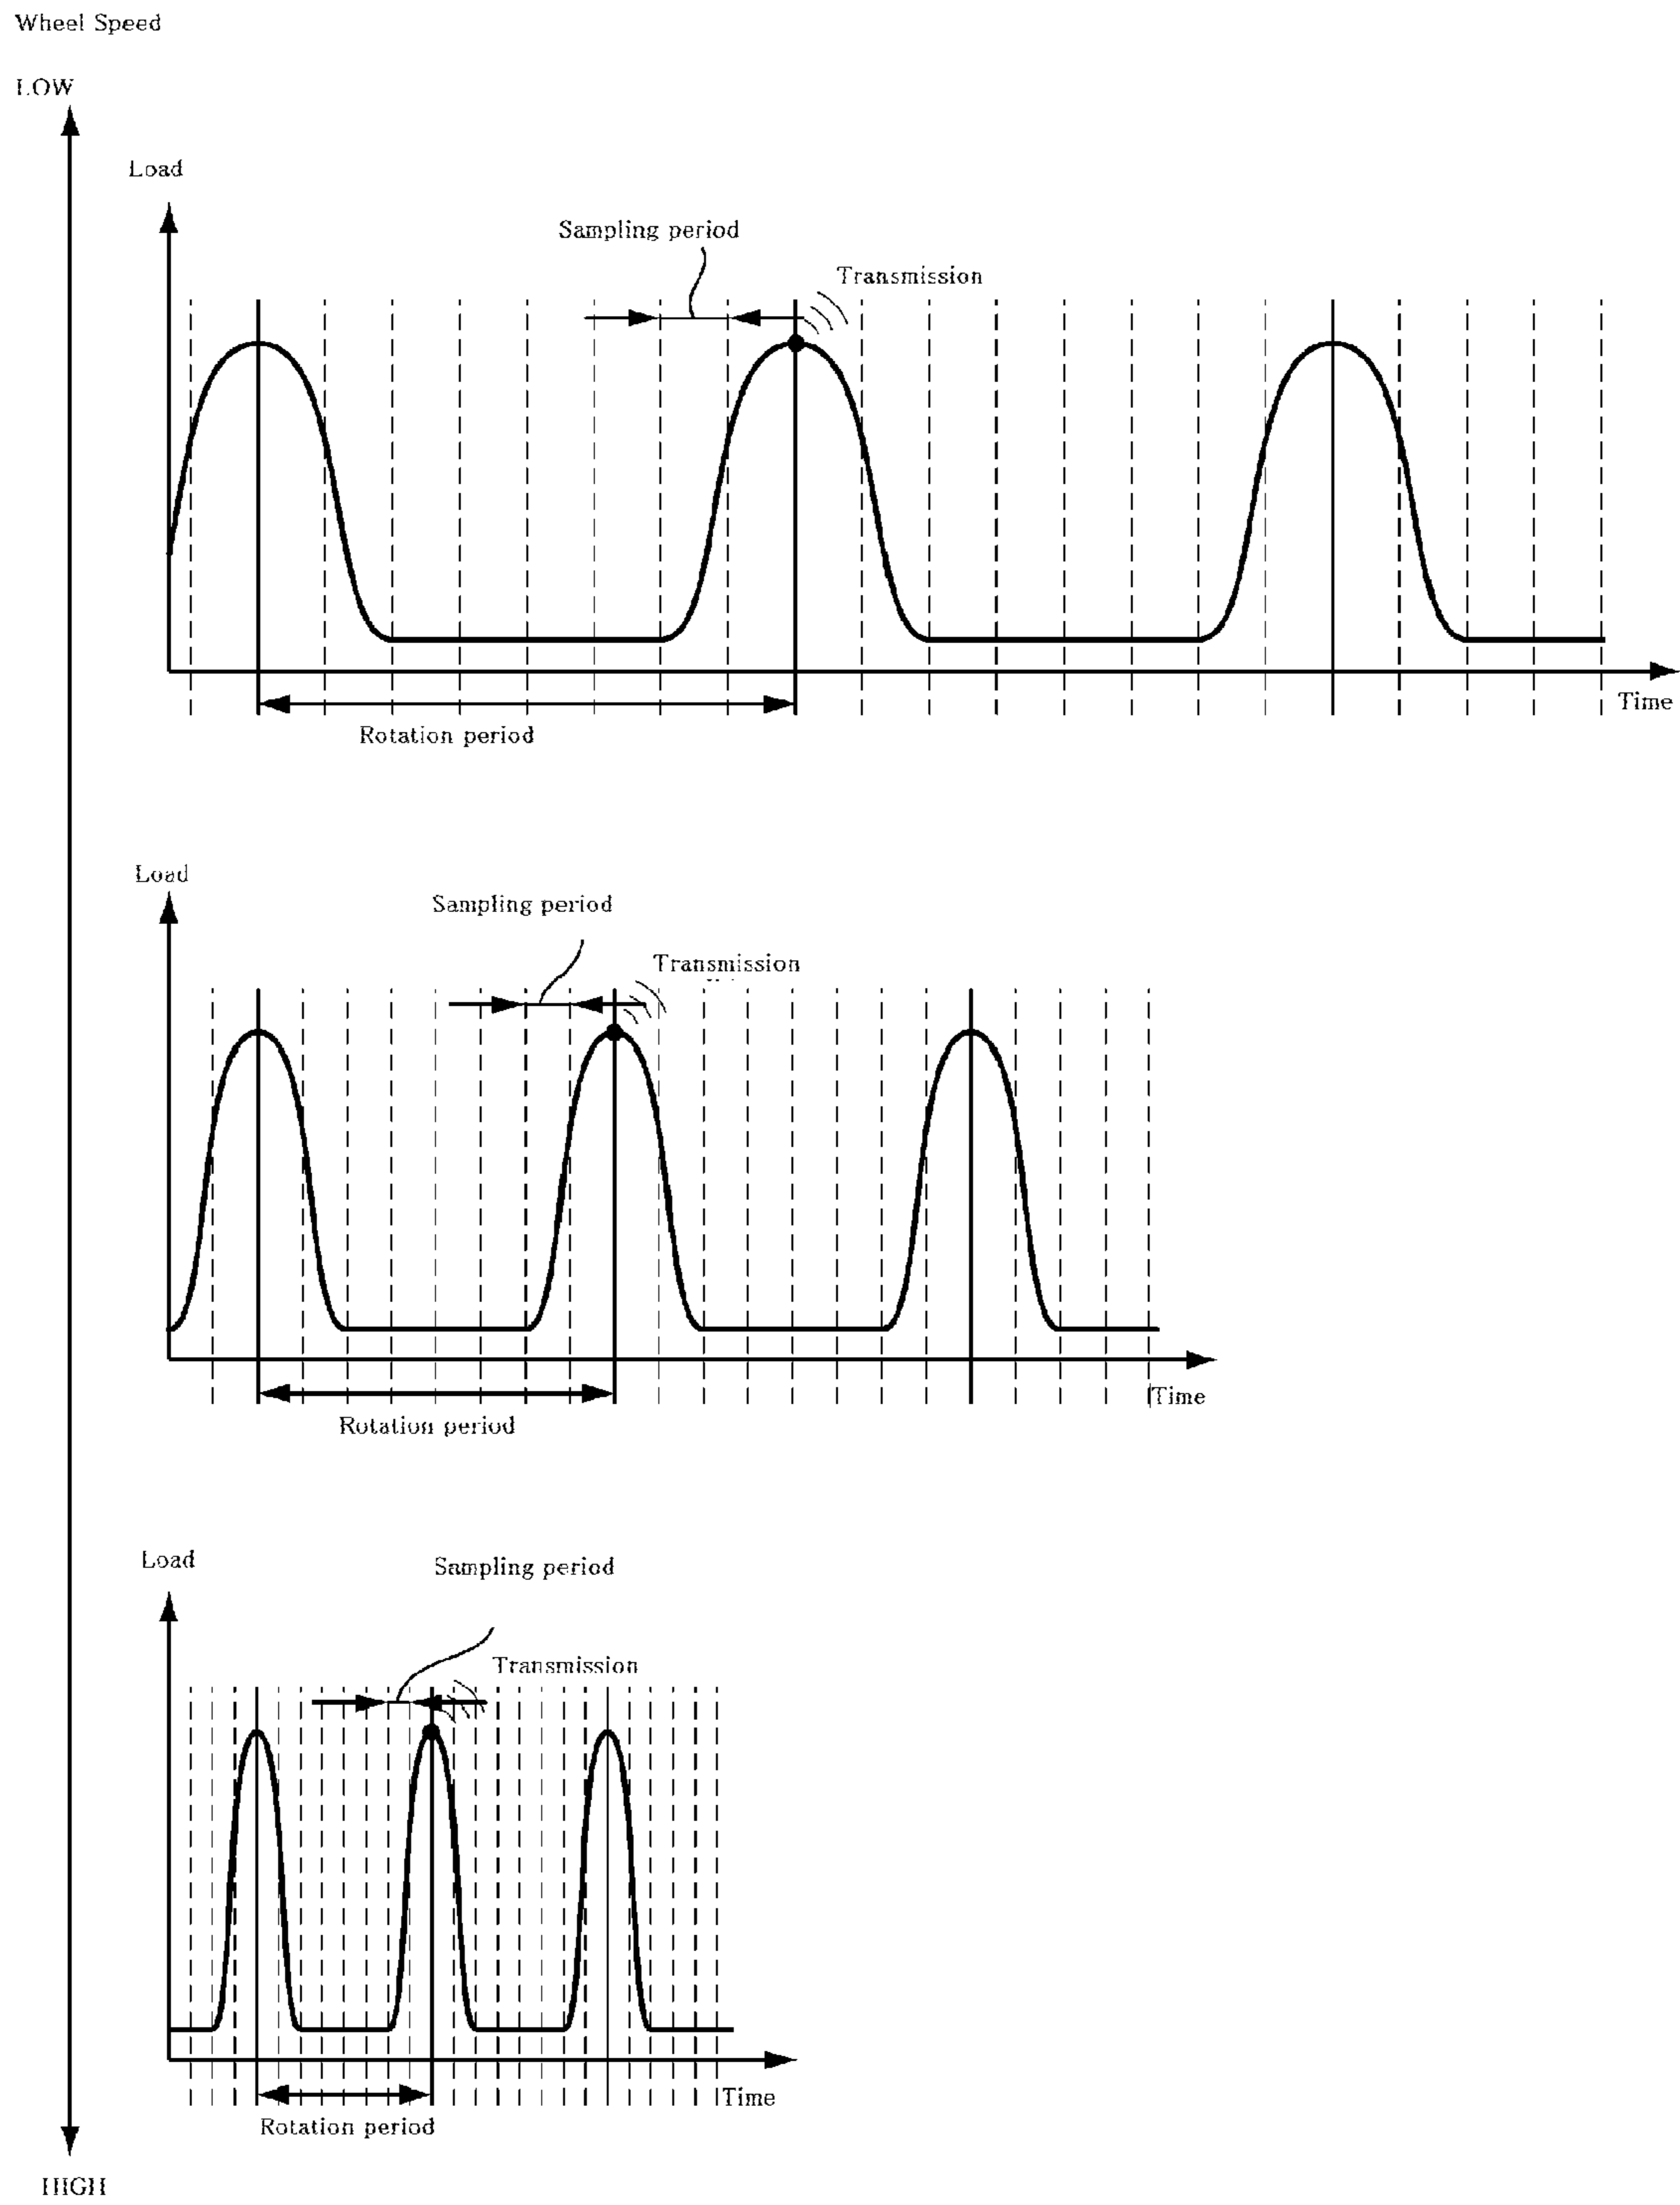 Wheel Speed
LOW
Load
Sampling period
Transmission
Time
Rotation period
Load
Sampling period
Transmission
Time
Rotation period
Load
Sampling period
Transmission
Time
Rotation period
HIGH